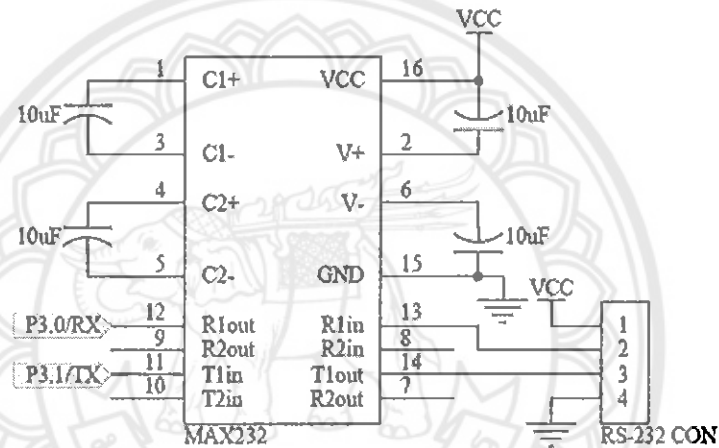 VCC
1 C1+ VCC 16
10uF 10uF
3 C1- V+ 2
4 C2+ V- 6
10uF 10uF
5 C2- GND 15
VCC
P3.0/RX 12 R1out R1in 13 1
9 R2out R2in 8 2
P3.1/TX 11 T1in T1out 14 3
10 T2in R2out 7 4
MAX232 RS-232 CON